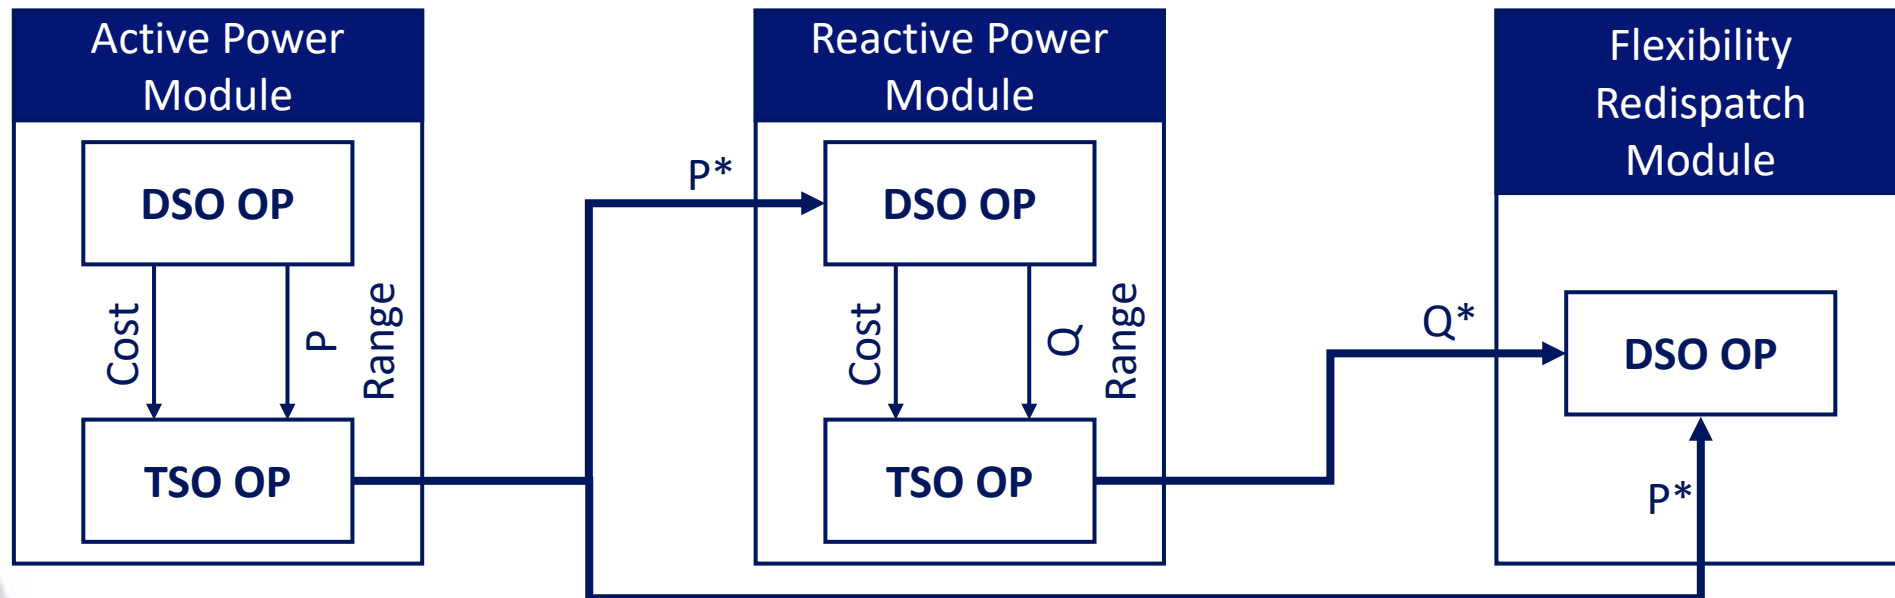 Active Power
Module
DSO OP
Cost
P
Range
TSO OP
P*
Reactive Power
Module
DSO OP
Cost
Q
Range
TSO OP
Q*
Flexibility
Redispatch
Module
DSO OP
P*